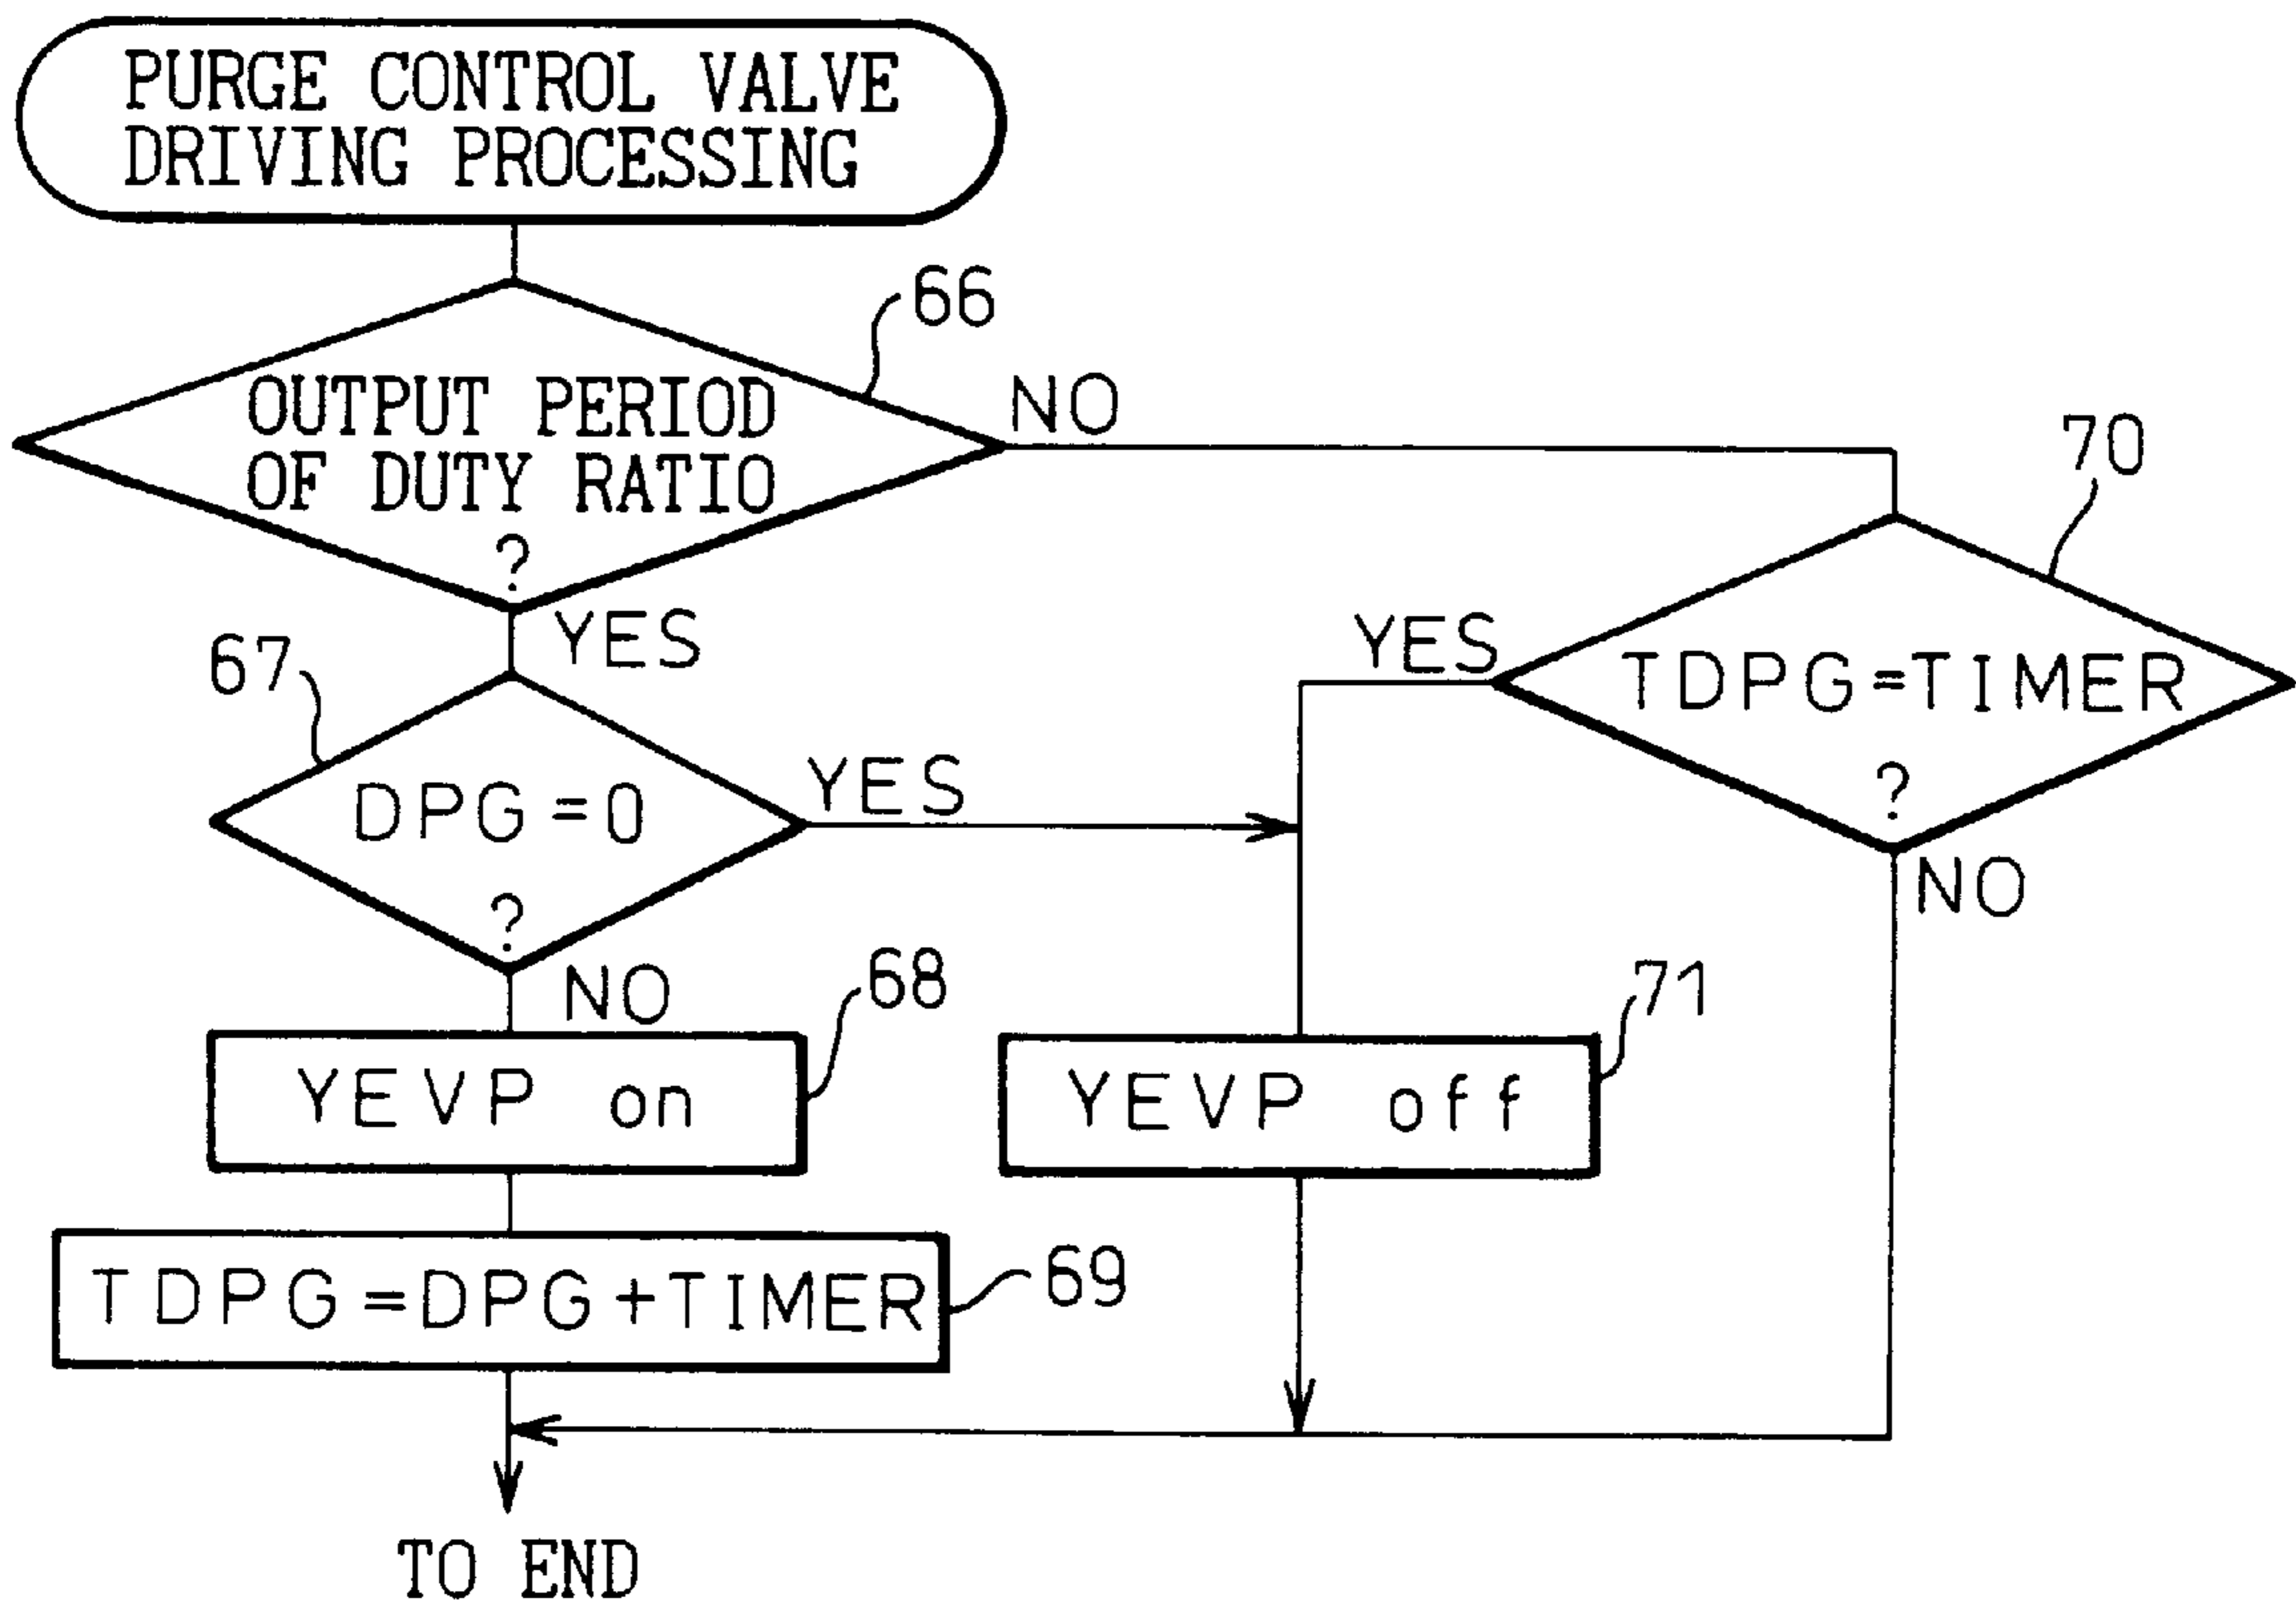 PURGE CONTROL VALVE
DRIVING PROCESSING
66
OUTPUT PERIOD
OF DUTY RATIO
?
NO
YES
70
TDPG=TIMER
?
YES
NO
67
DPG=0
?
YES
NO
68
YEVP on
71
YEVP off
69
TDPG=DPG+TIMER
TO END